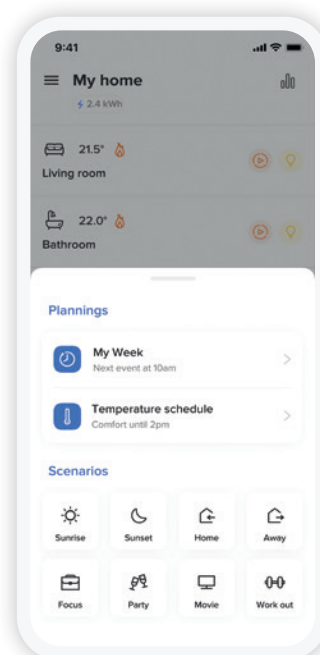 9:41
My home
2.4 kWh
21.5°
Living room
22.0°
Bathroom
Plannings
My Week
Next event at 10am
Temperature schedule
Comfort until 2pm
Scenarios
Sunrise Sunset Home Away
Focus Party Movie Work out